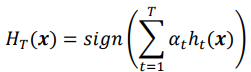 H_T(𝒙) = sign(∑_{t=1}^{T} α_t h_t(𝒙))